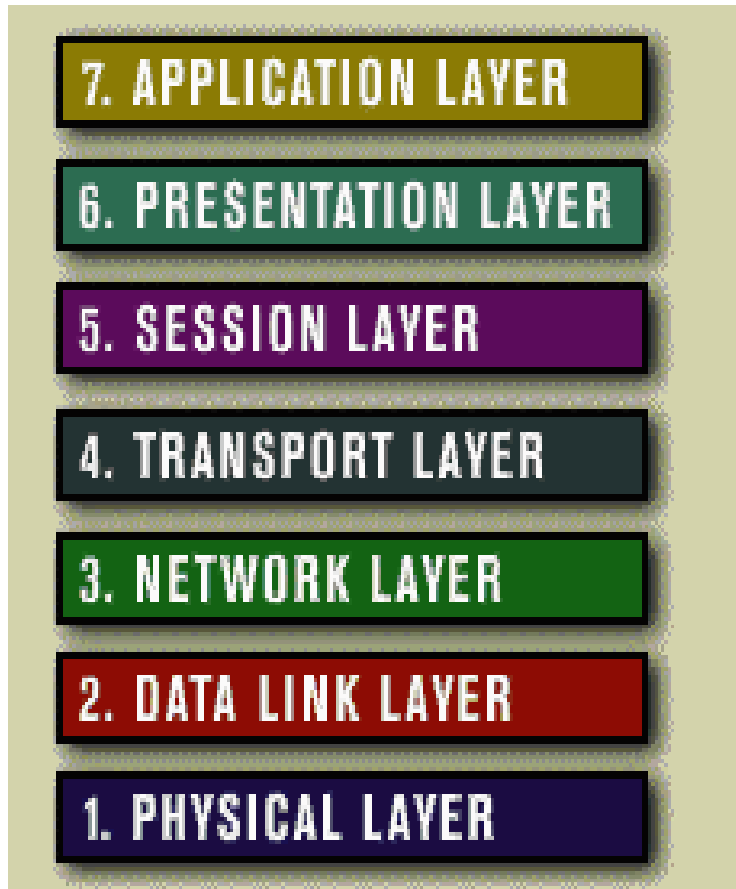 7. APPLICATION LAYER
6. PRESENTATION LAYER
5. SESSION LAYER
4. TRANSPORT LAYER
3. NETWORK LAYER
2. DATA LINK LAYER
1. PHYSICAL LAYER